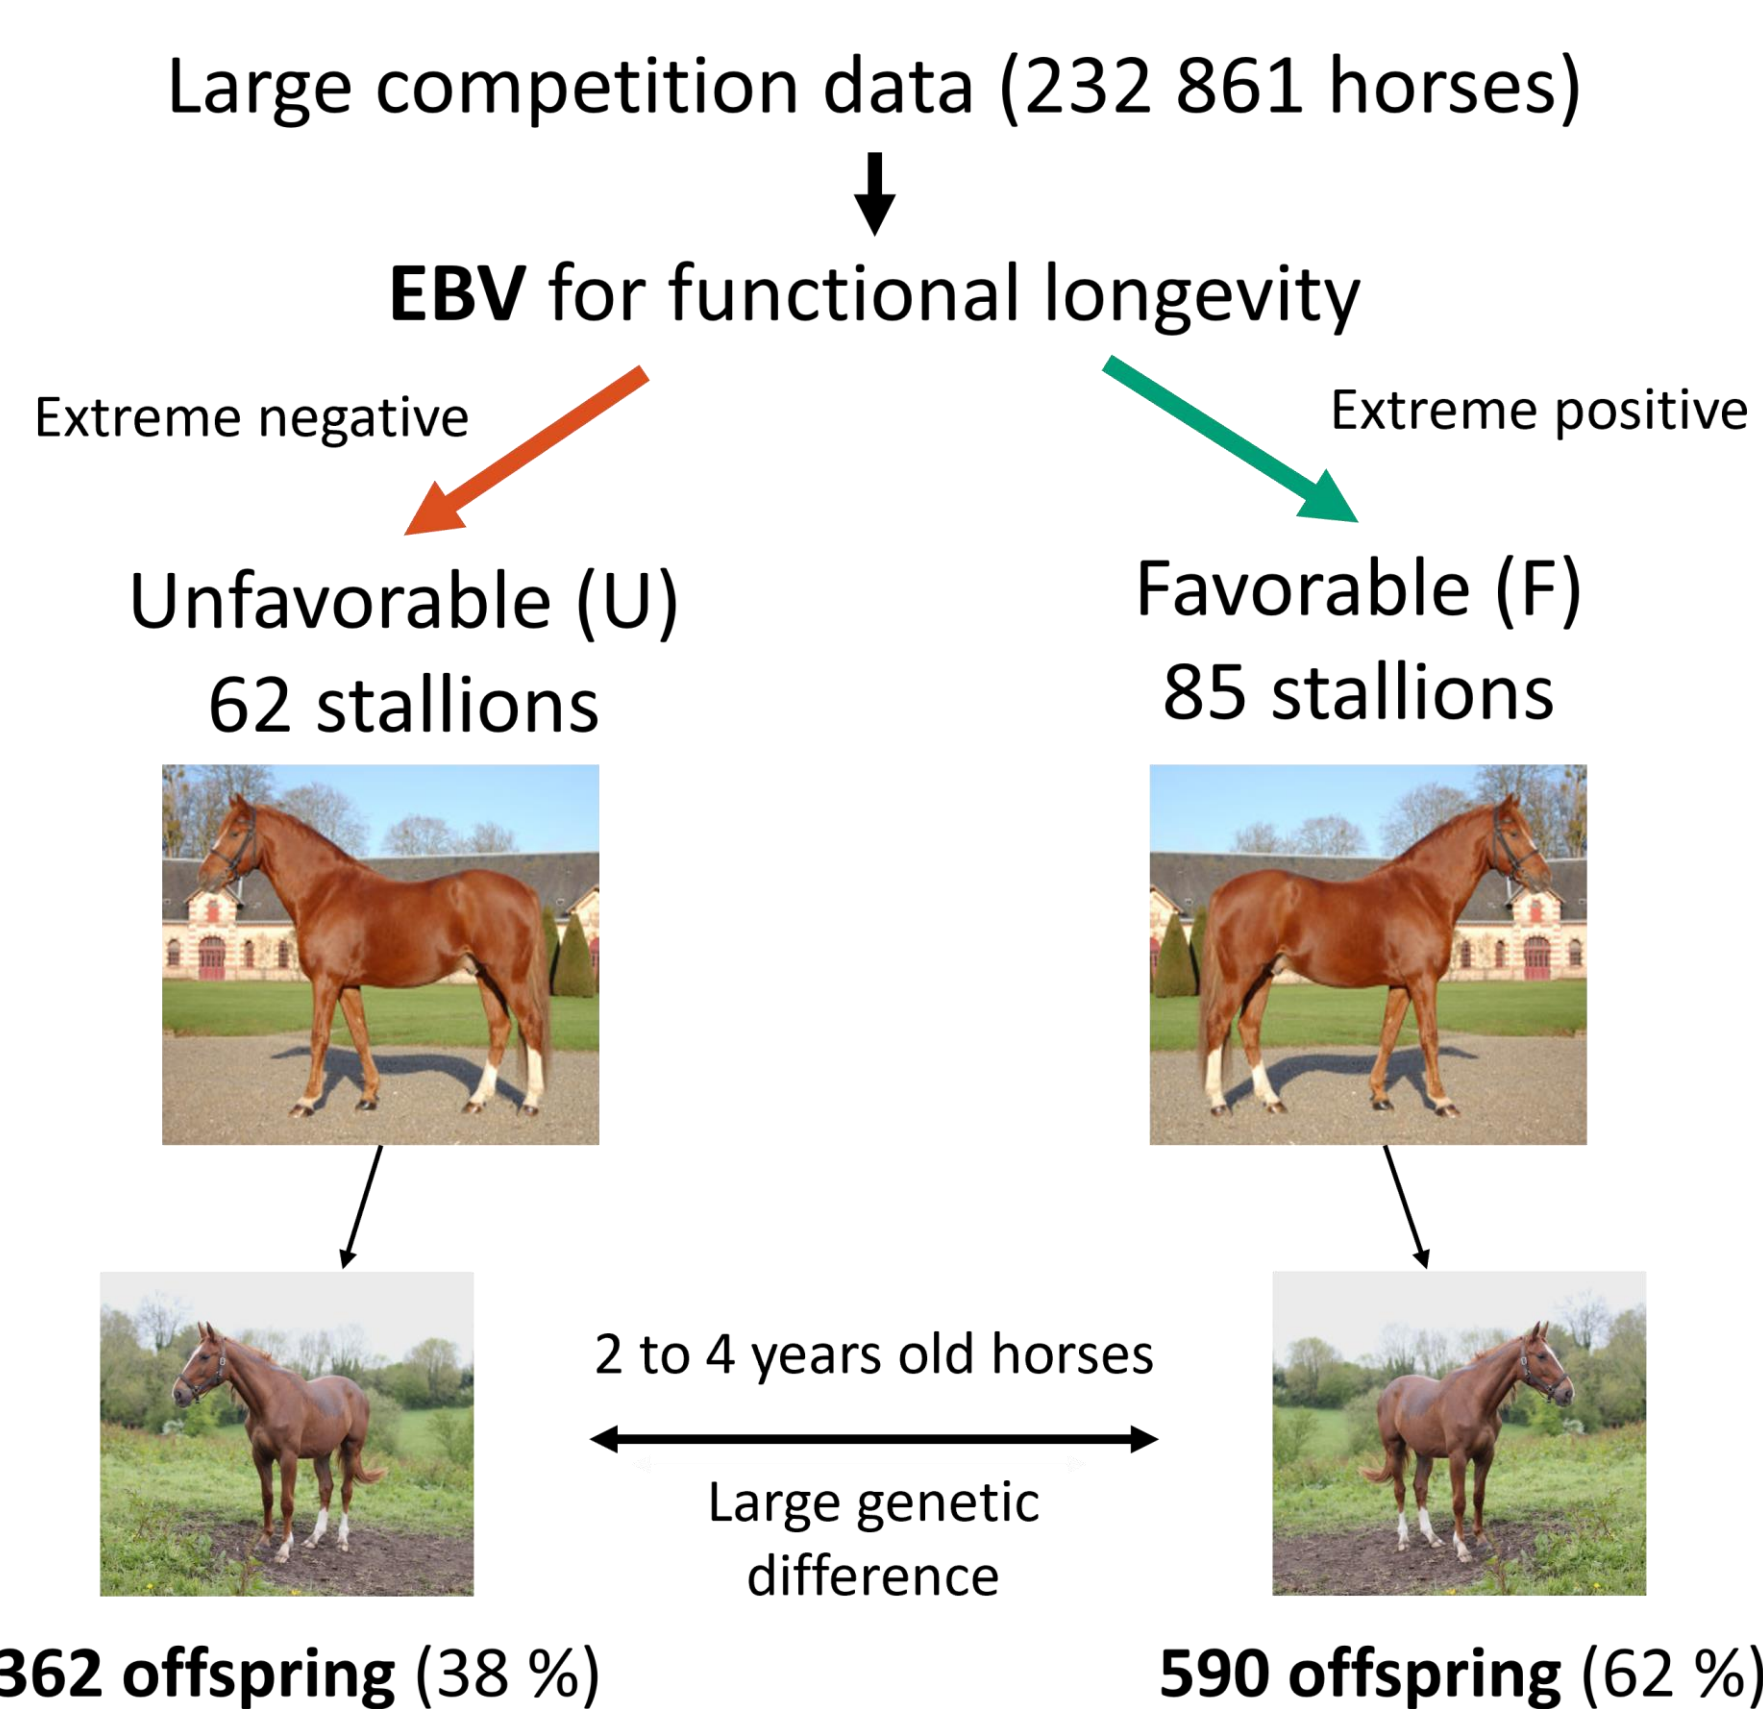 Large competition data (232 861 horses)
EBV for functional longevity
Extreme negative
Extreme positive
Unfavorable (U)
62 stallions
Favorable (F)
85 stallions
2 to 4 years old horses
Large genetic
difference
362 offspring (38 %)
590 offspring (62 %)